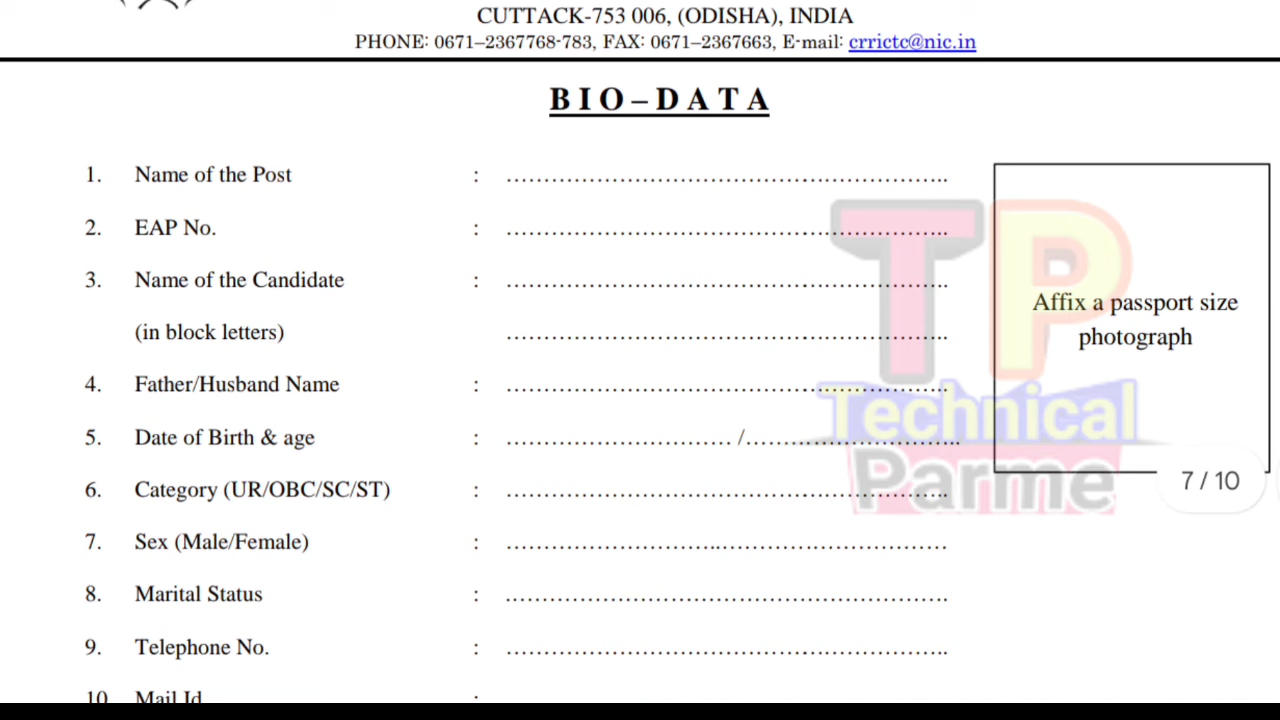 CUTTACK-753 006, (ODISHA), INDIA
PHONE: 0671–2367768-783, FAX: 0671–2367663, E-mail: crrictc@nic.in
B I O – D A T A
1. Name of the Post : …………………………………………………..
2. EAP No. : …………………………………………………..
3. Name of the Candidate : …………………………………………………..
(in block letters) …………………………………………………..
4. Father/Husband Name : …………………………………………………..
5. Date of Birth & age : ………………………… /………………………..
6. Category (UR/OBC/SC/ST) : …………………………………………………..
7. Sex (Male/Female) : ………………………..…………………………
8. Marital Status : …………………………………………………..
9. Telephone No. : …………………………………………………..
10 Mail Id :
Affix a passport size
photograph
TP
Technical
Parme
7 / 10